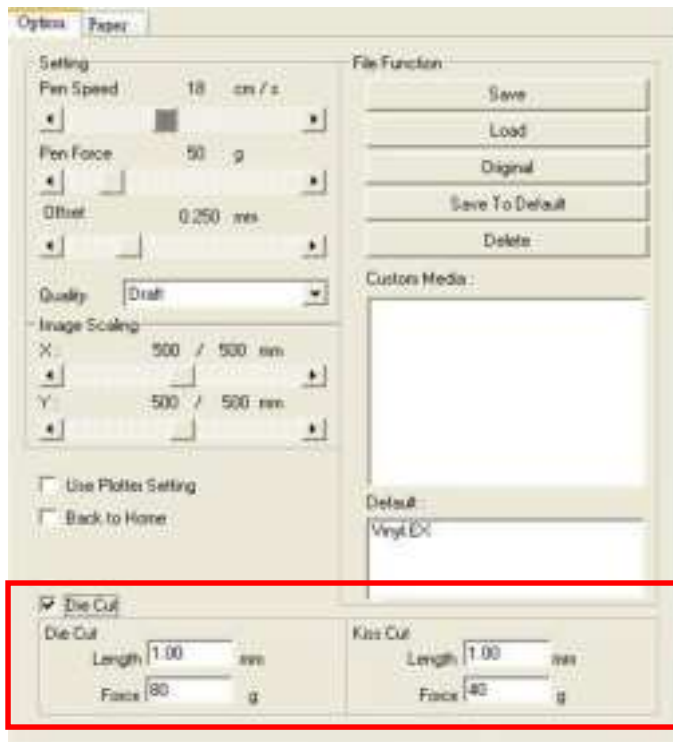 Option Paper
Setting
Pen Speed 18 cm / s
Pen Force 50 g
Offset 0.250 mm
Quality Draft
Image Scaling
X : 500 / 500 mm
Y : 500 / 500 mm
Use Plotter Setting
Back to Home
File Function
Save
Load
Original
Save To Default
Delete
Custom Media :
Default :
Vinyl.EX
Die Cut
Die Cut
Length 1.00 mm
Force 80 g
Kiss Cut
Length 1.00 mm
Force 40 g